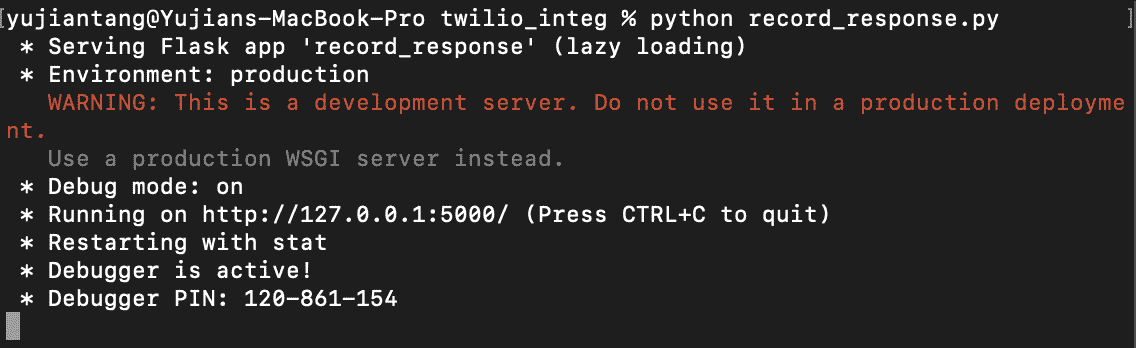 [yujiantang@Yujians-MacBook-Pro twilio_integ % python record_response.py ]
* Serving Flask app 'record_response' (lazy loading)
* Environment: production
WARNING: This is a development server. Do not use it in a production deployme
nt.
Use a production WSGI server instead.
* Debug mode: on
* Running on http://127.0.0.1:5000/ (Press CTRL+C to quit)
* Restarting with stat
* Debugger is active!
* Debugger PIN: 120-861-154